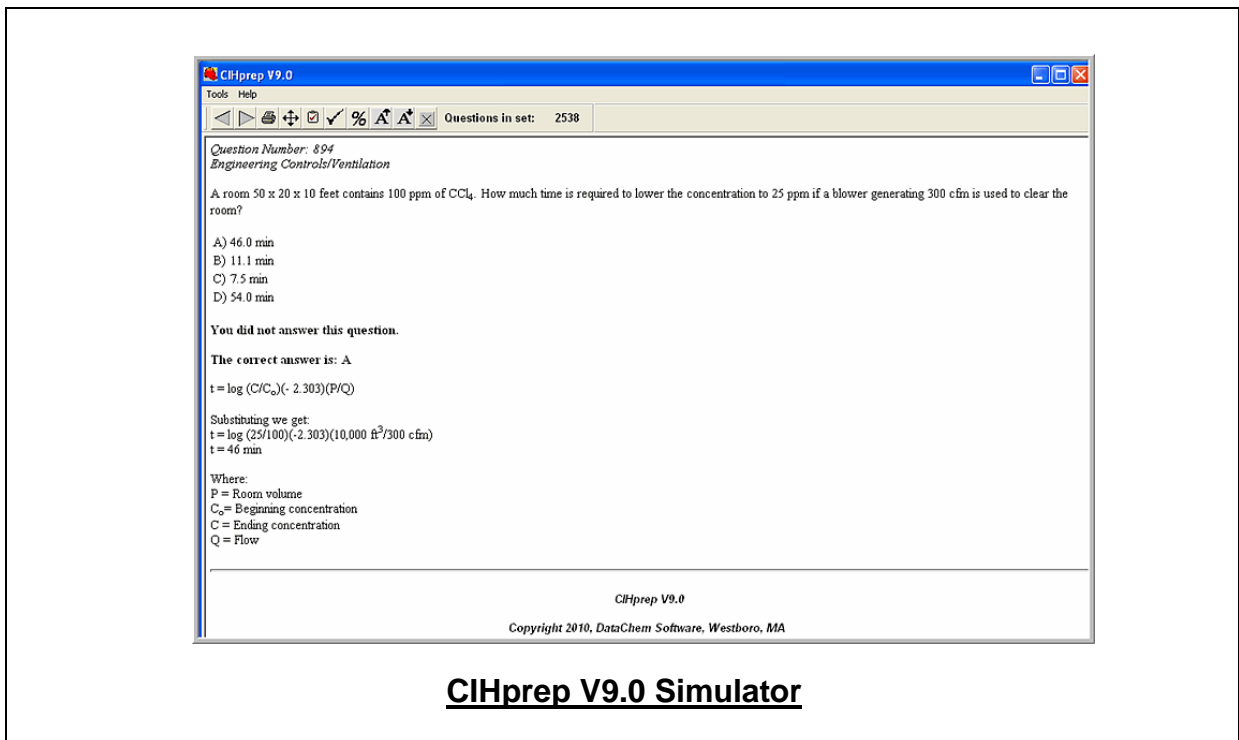 CIHprep V9.0
Tools Help
Questions in set: 2538
Question Number: 894
Engineering Controls/Ventilation
A room 50 x 20 x 10 feet contains 100 ppm of CCl₄. How much time is required to lower the concentration to 25 ppm if a blower generating 300 cfm is used to clear the
room?
A) 46.0 min
B) 11.1 min
C) 7.5 min
D) 54.0 min
You did not answer this question.
The correct answer is: A
t = log (C/Cₒ)(- 2.303)(P/Q)
Substituting we get:
t = log (25/100)(-2.303)(10,000 ft³/300 cfm)
t = 46 min
Where:
P = Room volume
Cₒ= Beginning concentration
C = Ending concentration
Q = Flow
CIHprep V9.0
Copyright 2010, DataChem Software, Westboro, MA
CIHprep V9.0 Simulator